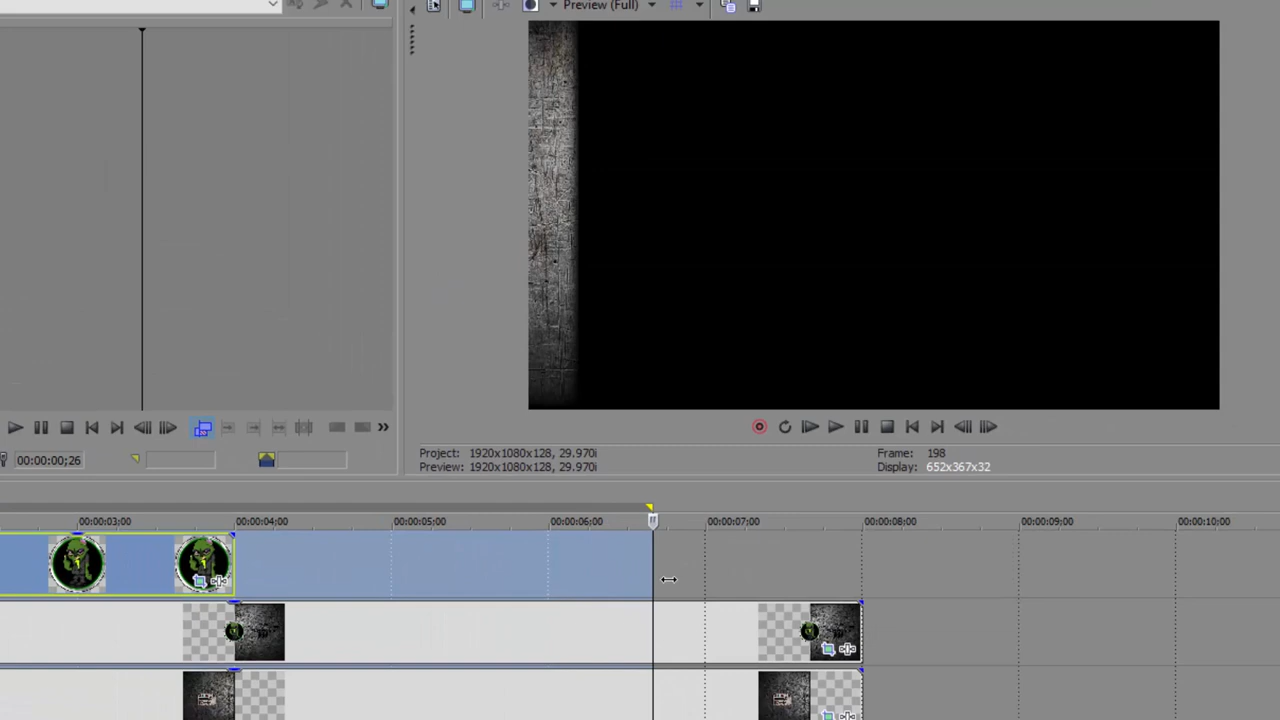 Preview (Full)
00:00:00;26
Project: 1920x1080x128, 29.970i
Preview: 1920x1080x128, 29.970i
Frame: 198
Display: 652x367x32
00:00:03;00 00:00:04;00 00:00:05;00 00:00:06;00 00:00:07;00 00:00:08;00 00:00:09;00 00:00:10;00